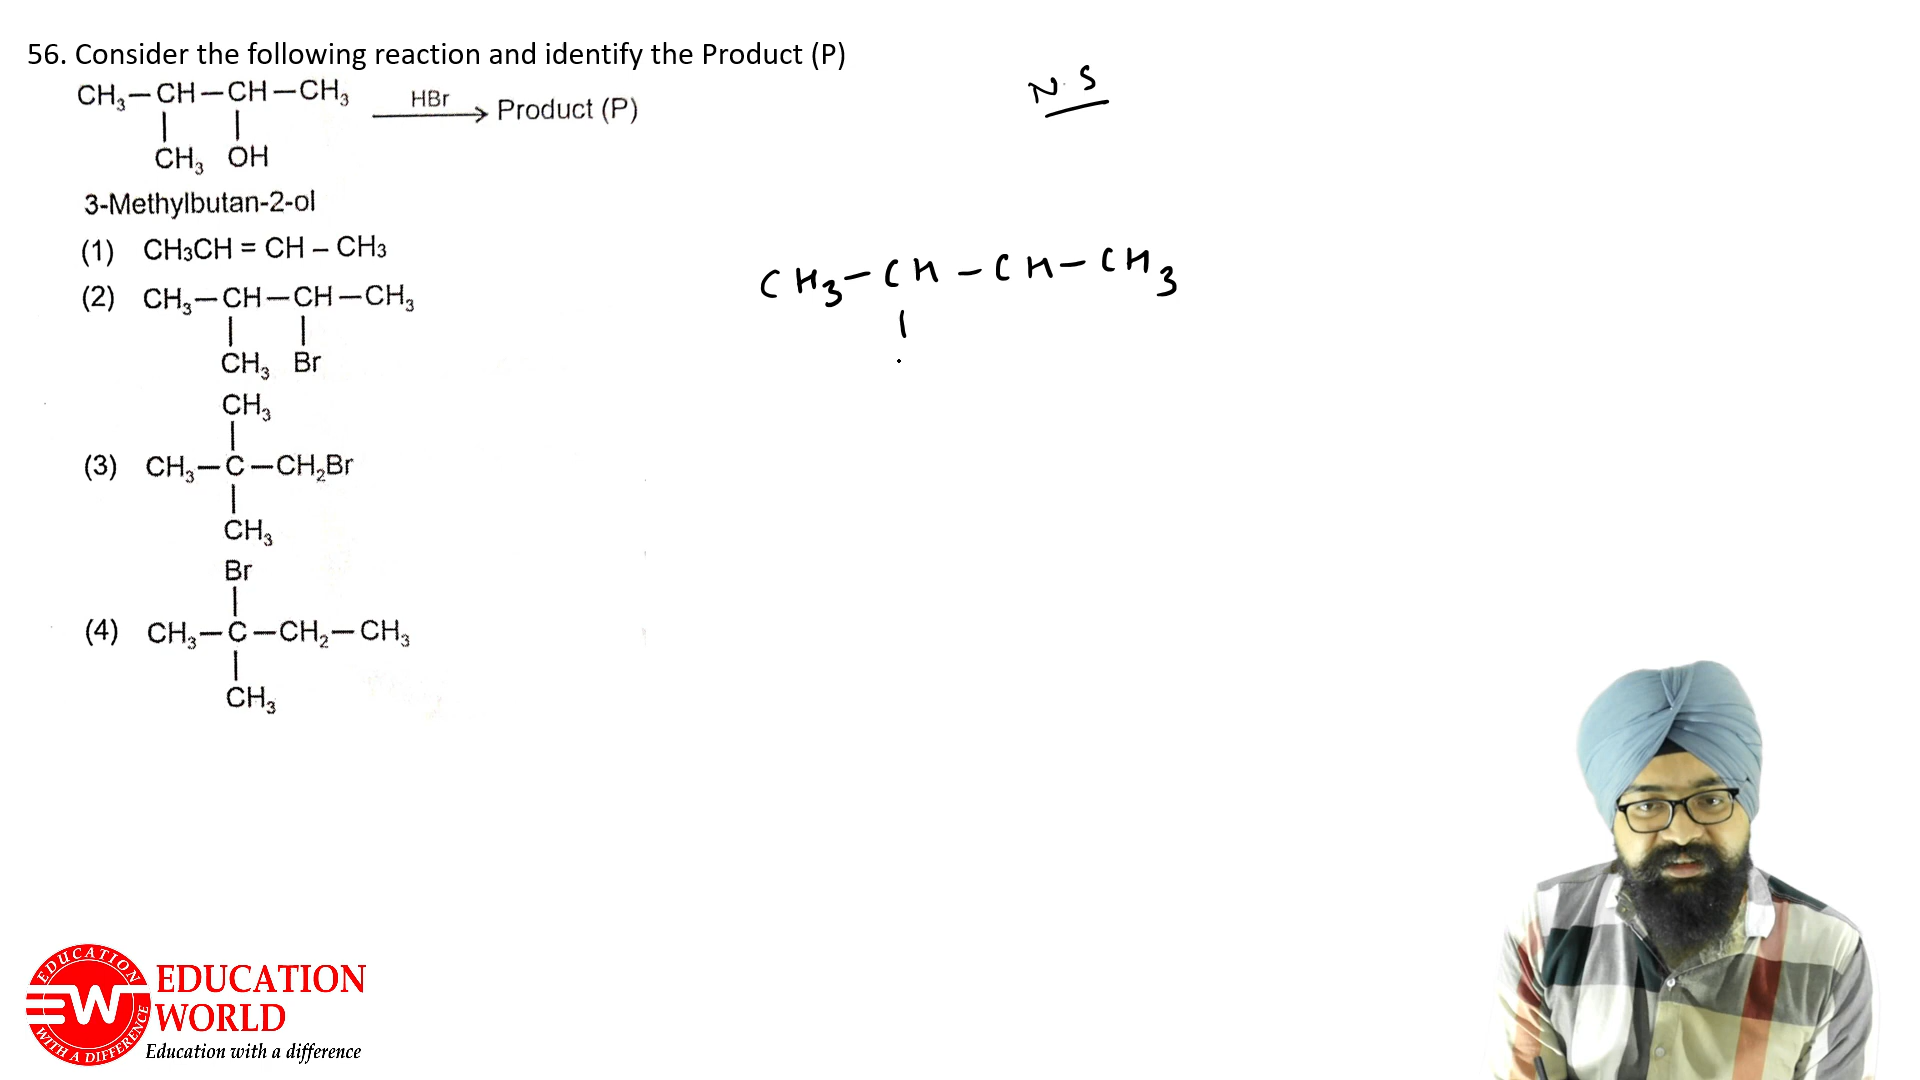 56. Consider the following reaction and identify the Product (P)
CH₃—CH—CH—CH₃ HBr⟶ Product (P)
CH₃ OH
3-Methylbutan-2-ol
(1) CH₃CH = CH – CH₃
(2) CH₃—CH—CH—CH₃
CH₃ Br
CH₃
(3) CH₃—C—CH₂Br
CH₃
Br
(4) CH₃—C—CH₂—CH₃
CH₃
N.S
CH₃—CH—CH—CH₃
EDUCATION
EW
WITH A DIFFERENCE
EDUCATION
WORLD
Education with a difference